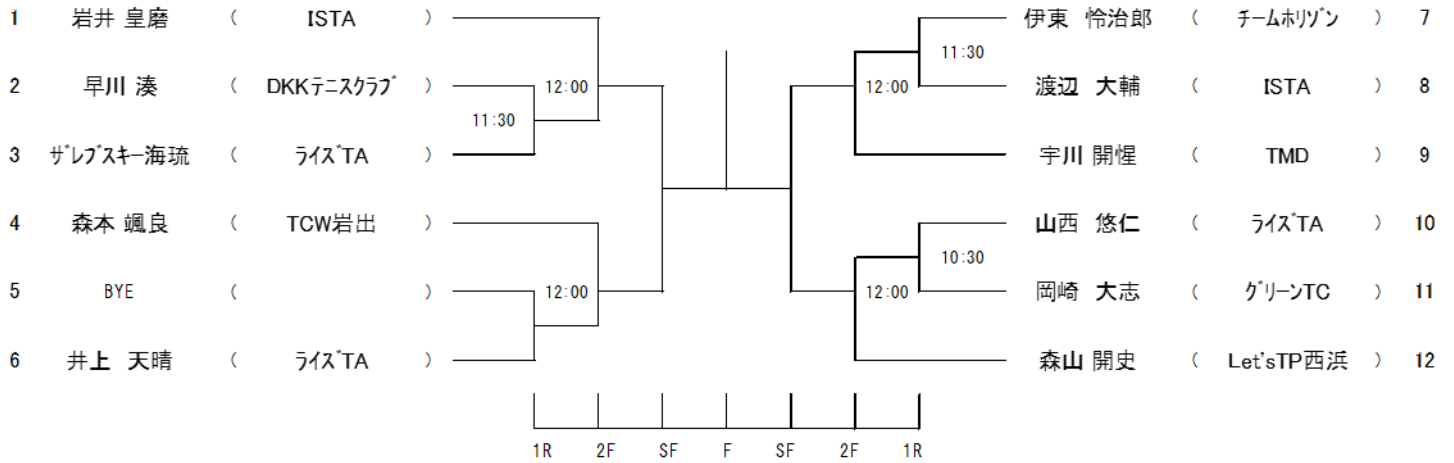 1 岩井 皇磨 ( ISTA ) 伊東 怜治郎 ( チームホリゾン ) 7
11:30
2 早川 湊 ( DKKテニスクラブ ) 12:00 12:00 渡辺 大輔 ( ISTA ) 8
11:30
3 ザレブスキー海琉 ( ライズTA ) 宇川 開惺 ( TMD ) 9
4 森本 颯良 ( TCW岩出 ) 山西 悠仁 ( ライズTA ) 10
10:30
5 BYE ( ) 12:00 12:00 岡崎 大志 ( グリーンTC ) 11
6 井上 天晴 ( ライズTA ) 森山 開史 ( Let'sTP西浜 ) 12
1R 2F SF F SF 2F 1R